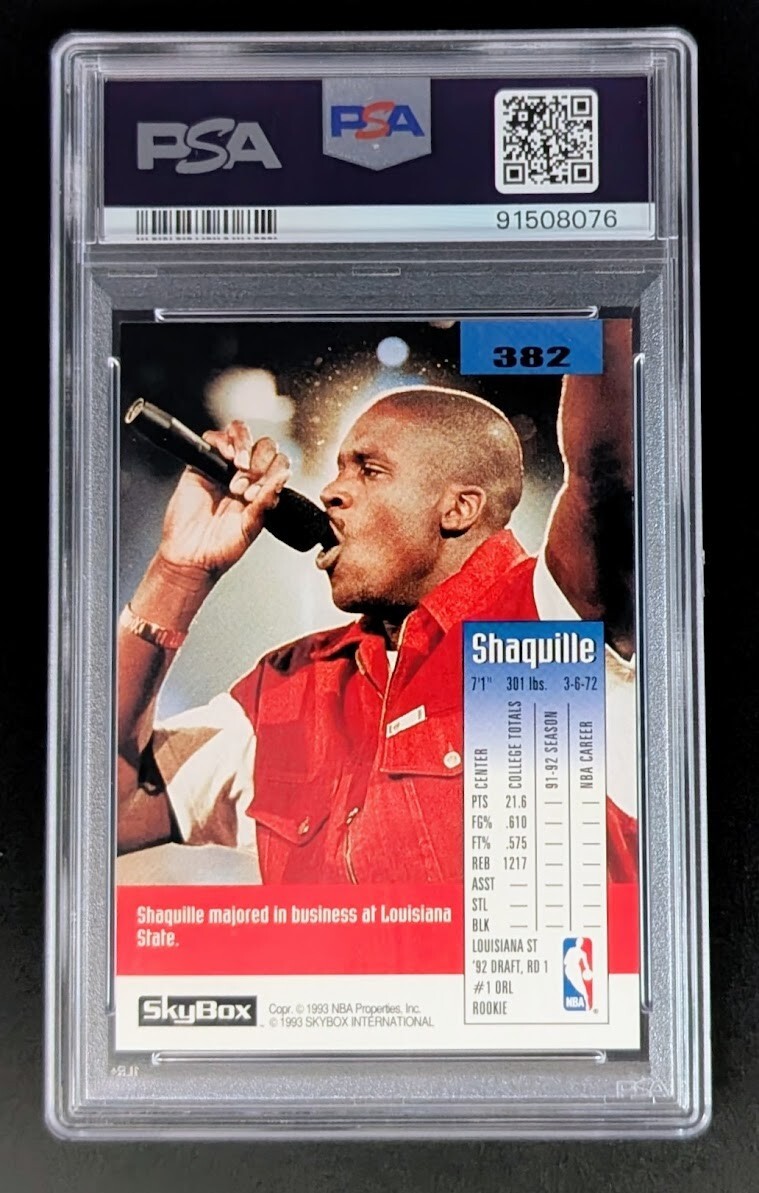 PSA
PSA
91508076
382
Shaquille
7'1" 301 lbs. 3-6-72
CENTER COLLEGE TOTALS 91-92 SEASON NBA CAREER
PTS 21.6 — —
FG% .610 — —
FT% .575 — —
REB 1217 — —
ASST — — —
STL — — —
BLK — — —
LOUISIANA ST
'92 DRAFT, RD 1
#1 ORL
ROOKIE
NBA
Shaquille majored in business at Louisiana
State.
SkyBox
Copr. © 1993 NBA Properties, Inc.
© 1993 SKYBOX INTERNATIONAL
PSA